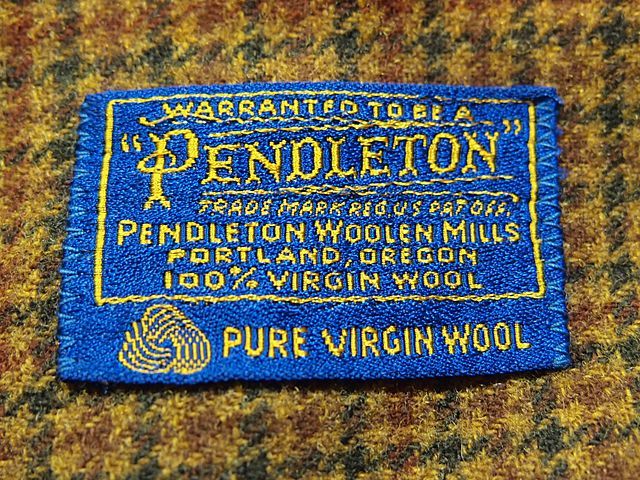 WARRANTED TO BE A
"PENDLETON"
TRADE MARK REG. U.S. PAT. OFF.
PENDLETON WOOLEN MILLS
PORTLAND, OREGON
100% VIRGIN WOOL
PURE VIRGIN WOOL